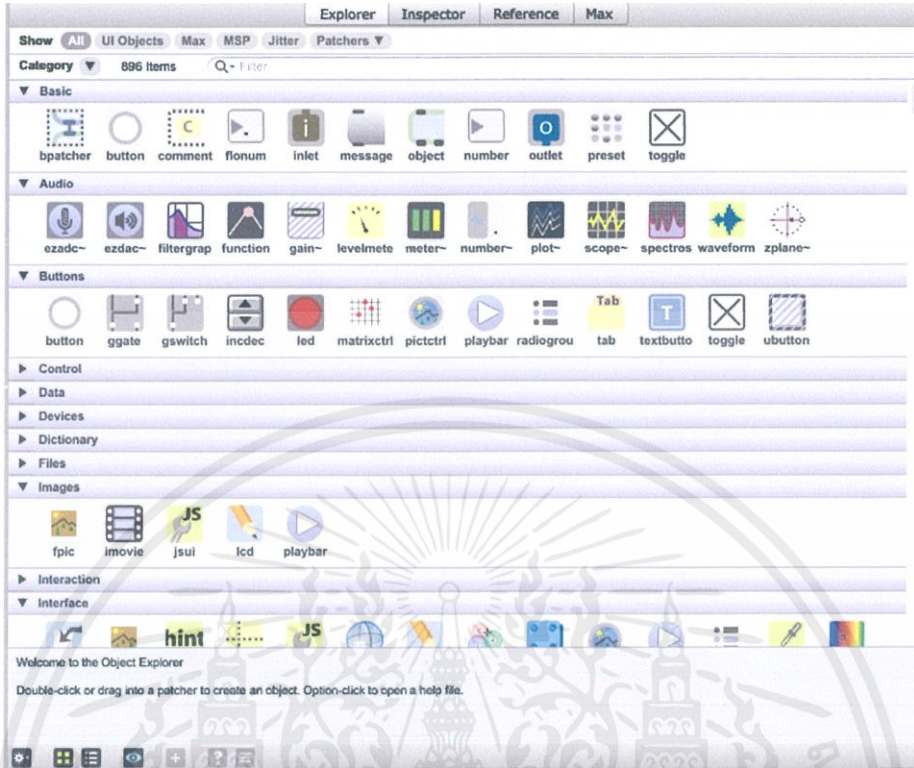 Explorer Inspector Reference Max
Show All UI Objects Max MSP Jitter Patchers ▼
Category ▼ 896 Items Filter
▼ Basic
bpatcher button comment flonum inlet message object number outlet preset toggle
▼ Audio
ezadc~ ezdac~ filtergrap function gain~ levelmete meter~ number~ plot~ scope~ spectros waveform zplane~
▼ Buttons
Tab
button ggate gswitch incdec led matrixctrl pictctrl playbar radiogrou tab textbutto toggle ubutton
▶ Control
▶ Data
▶ Devices
▶ Dictionary
▶ Files
▼ Images
JS
fpic imovie jsui lcd playbar
▶ Interaction
▼ Interface
hint JS
Welcome to the Object Explorer
Double-click or drag into a patcher to create an object. Option-click to open a help file.